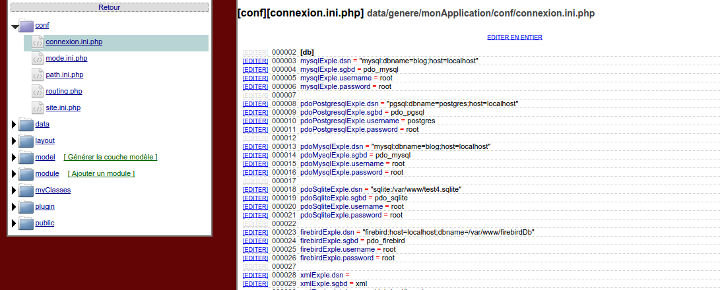 Retour
conf
connexion.ini.php
mode.ini.php
path.ini.php
routing.php
site.ini.php
data
layout
model [ Générer la couche modèle ]
module [ Ajouter un module ]
myClasses
plugin
public
[conf][connexion.ini.php] data/genere/monApplication/conf/connexion.ini.php
EDITER EN ENTIER
[EDITER] 000002 [db]
[EDITER] 000003 mysqlExple.dsn = "mysql:dbname=blog;host=localhost"
[EDITER] 000004 mysqlExple.sgbd = pdo_mysql
[EDITER] 000005 mysqlExple.username = root
[EDITER] 000006 mysqlExple.password = root
[EDITER] 000007
[EDITER] 000008 pdoPostgresqlExple.dsn = "pgsql:dbname=postgres;host=localhost"
[EDITER] 000009 pdoPostgresqlExple.sgbd = pdo_pgsql
[EDITER] 000010 pdoPostgresqlExple.username = postgres
[EDITER] 000011 pdoPostgresqlExple.password = root
[EDITER] 000012
[EDITER] 000013 pdoMysqlExple.dsn = "mysql:dbname=blog;host=localhost"
[EDITER] 000014 pdoMysqlExple.sgbd = pdo_mysql
[EDITER] 000015 pdoMysqlExple.username = root
[EDITER] 000016 pdoMysqlExple.password = root
[EDITER] 000017
[EDITER] 000018 pdoSqliteExple.dsn = "sqlite:/var/www/test4.sqlite"
[EDITER] 000019 pdoSqliteExple.sgbd = pdo_sqlite
[EDITER] 000020 pdoSqliteExple.username = root
[EDITER] 000021 pdoSqliteExple.password = root
[EDITER] 000022
[EDITER] 000023 firebirdExple.dsn = "firebird:host=localhost;dbname=/var/www/firebirdDb"
[EDITER] 000024 firebirdExple.sgbd = pdo_firebird
[EDITER] 000025 firebirdExple.username = root
[EDITER] 000026 firebirdExple.password = root
[EDITER] 000027
[EDITER] 000028 xmlExple.dsn =
[EDITER] 000029 xmlExple.sgbd = xml